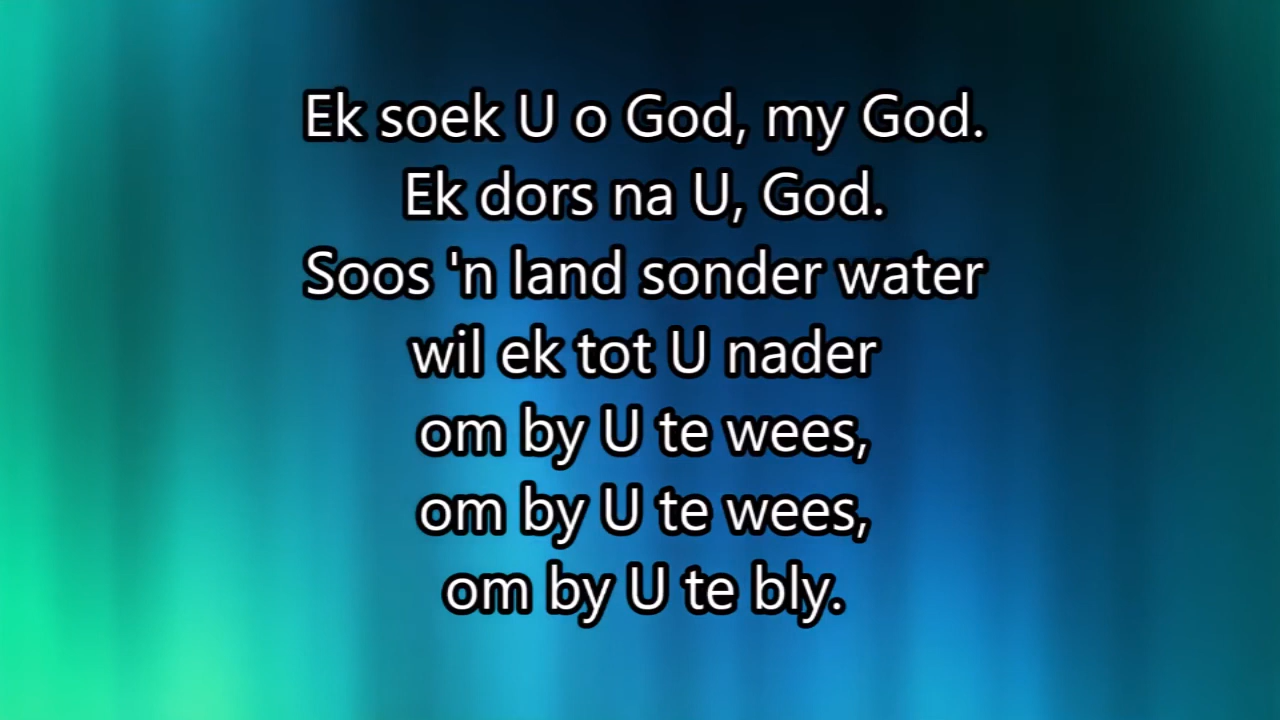 Ek soek U o God, my God.
Ek dors na U, God.
Soos 'n land sonder water
wil ek tot U nader
om by U te wees,
om by U te wees,
om by U te bly.